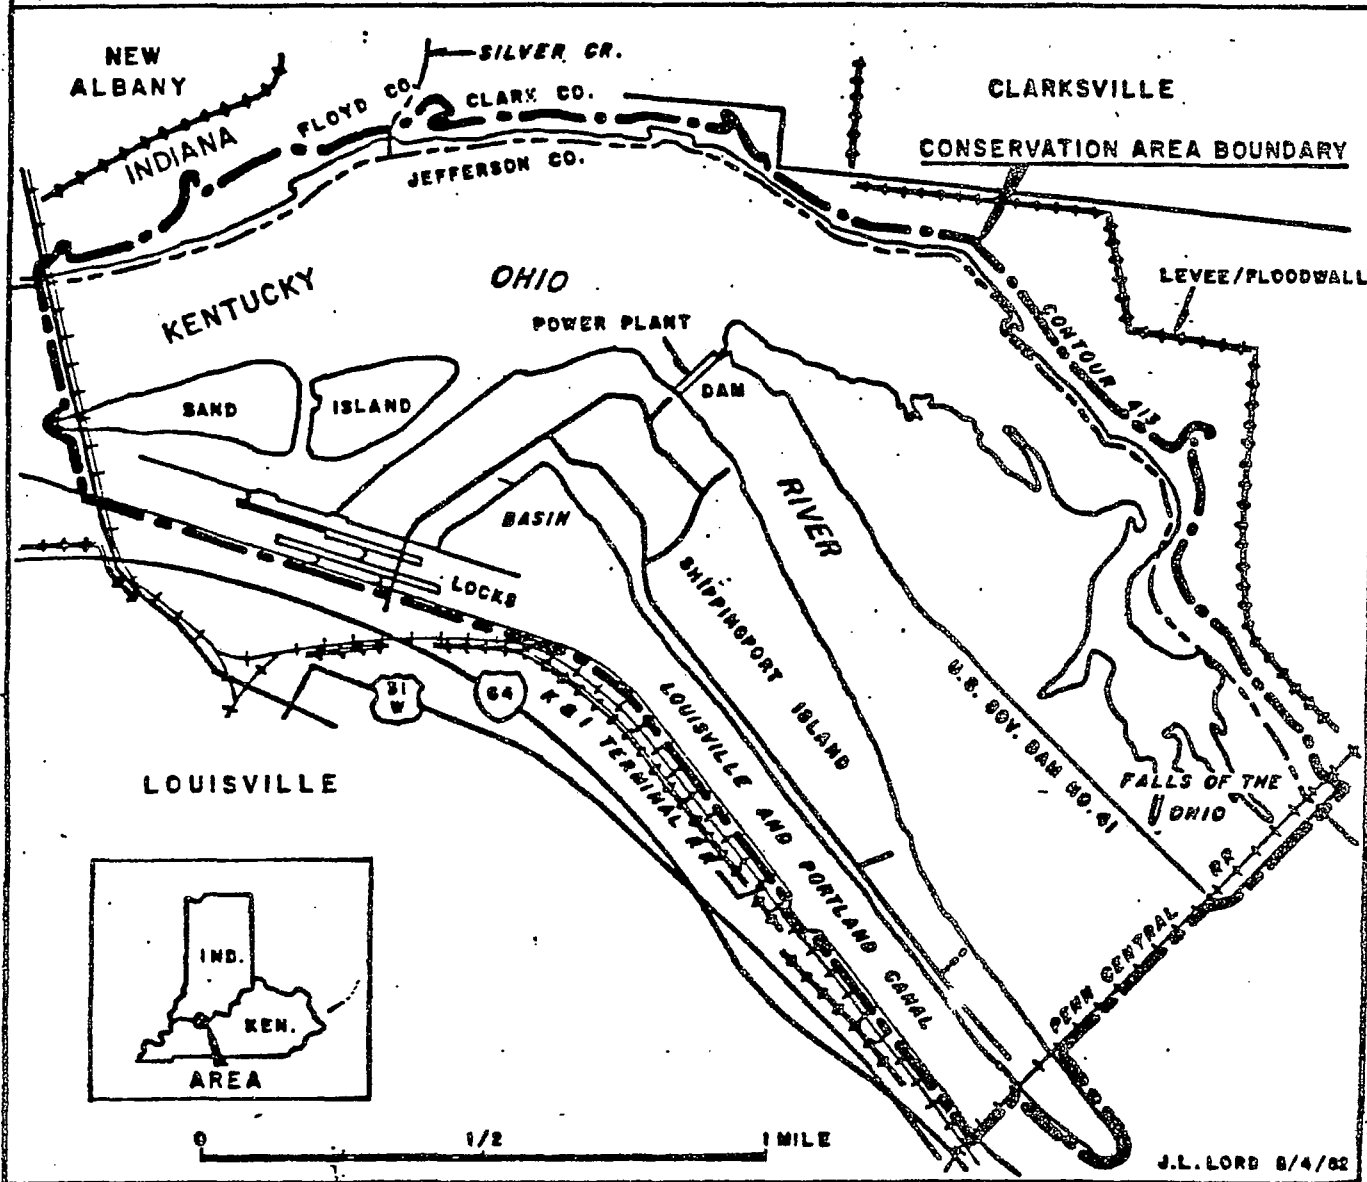 NEW
ALBANY
SILVER CR.
CLARKSVILLE
INDIANA
FLOYD CO.
CLARK CO.
CONSERVATION AREA BOUNDARY
JEFFERSON CO.
LEVEE/FLOODWALL
KENTUCKY
OHIO
POWER PLANT
CONTOUR 413
SAND
ISLAND
DAM
RIVER
BASIN
LOCKS
SHIPPINGPORT ISLAND
31
W
64
U.S. GOV. DAM NO. 41
K & I TERMINAL RR
LOUISVILLE AND PORTLAND CANAL
LOUISVILLE
FALLS OF THE
OHIO
PENN CENTRAL RR
IND.
KEN.
AREA
0 1/2 1 MILE
J.L. LORD 8/4/82